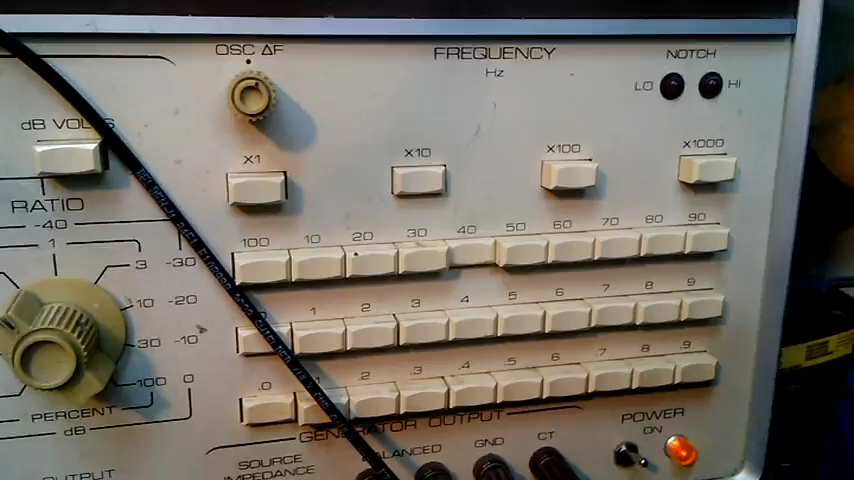 OSC ΔF
FREQUENCY
Hz
NOTCH
LO
HI
dB VOLTS
X1
X10
X100
X1000
RATIO
-40
1
3
-30
10
-20
30
-10
100
0
PERCENT
dB
100 10 20 30 40 50 60 70 80 90
1 2 3 4 5 6 7 8 9
.0 .2 .3 .4 .5 6 .7 .8 .9
GENERATOR OUTPUT
OUTPUT
SOURCE
IMPEDANCE
BALANCED
GND
CT
POWER
ON